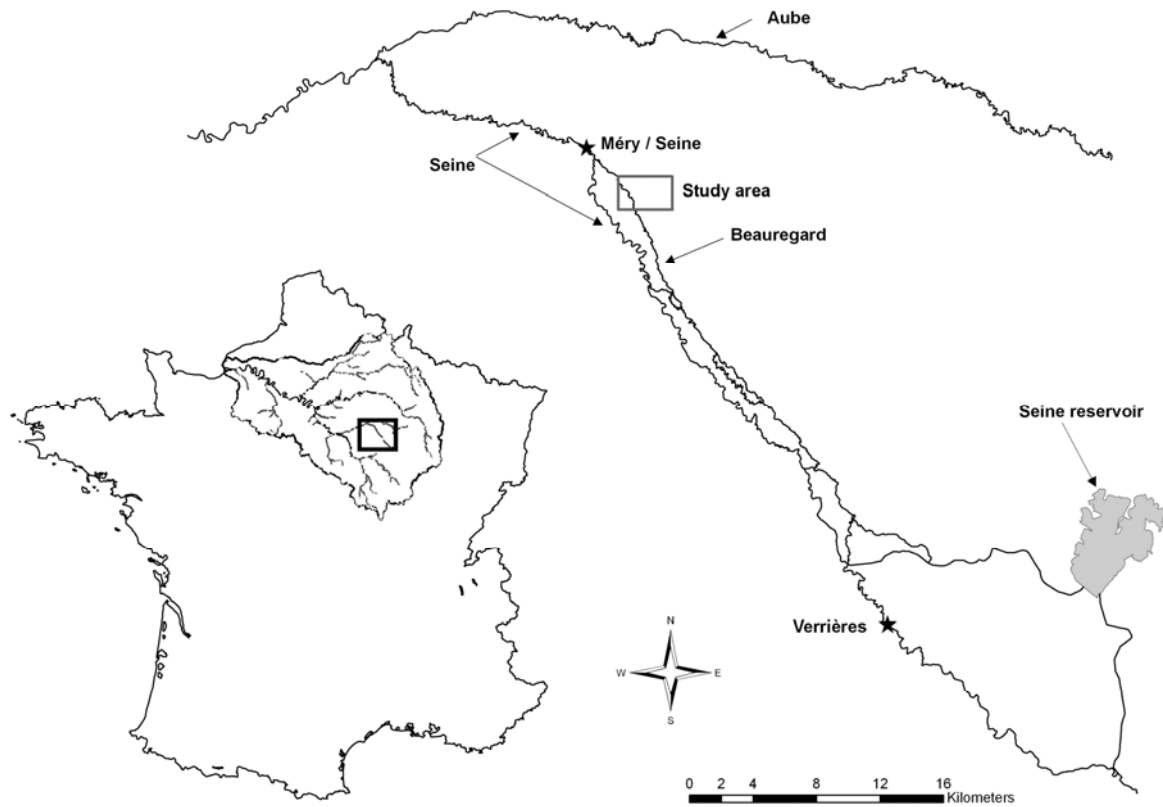 Aube
Méry / Seine
Seine
Study area
Beauregard
Seine reservoir
Verrières
N
W E
S
0 2 4 8 12 16
Kilometers